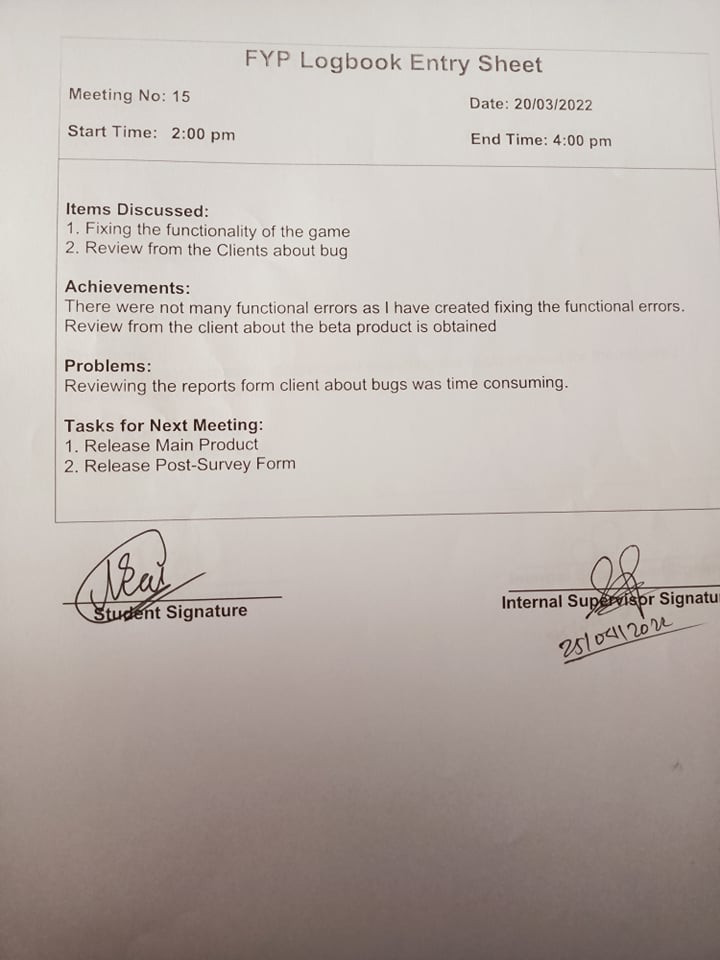 FYP Logbook Entry Sheet
Meeting No: 15
Date: 20/03/2022
Start Time: 2:00 pm
End Time: 4:00 pm
Items Discussed:
1. Fixing the functionality of the game
2. Review from the Clients about bug
Achievements:
There were not many functional errors as I have created fixing the functional errors.
Review from the client about the beta product is obtained
Problems:
Reviewing the reports form client about bugs was time consuming.
Tasks for Next Meeting:
1. Release Main Product
2. Release Post-Survey Form
Student Signature
Internal Supervisor Signatu
25/04/2022